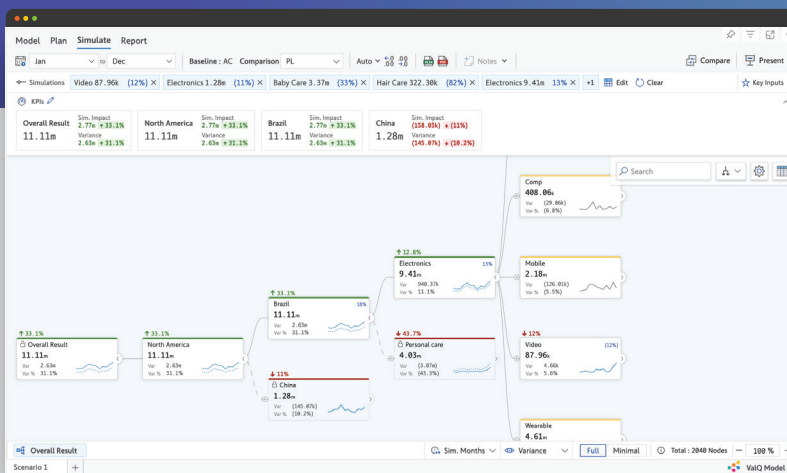 Model Plan Simulate Report
Jan to Dec Baseline : AC Comparison PL Auto Notes Compare Present
Simulations Video 87.96k (12%) × Electronics 1.28m (11%) × Baby Care 3.37m (33%) × Hair Care 322.30k (82%) × Electronics 9.41m 13% × +1 Edit Clear Key Inputs
KPIs
Overall Result
11.11m
Sim. Impact
2.77m ↑ 33.1%
Variance
2.63m ↑ 31.1%
North America
11.11m
Sim. Impact
2.77m ↑ 33.1%
Variance
2.63m ↑ 31.1%
Brazil
11.11m
Sim. Impact
2.77m ↑ 33.1%
Variance
2.63m ↑ 31.1%
China
1.28m
Sim. Impact
(158.05k) ↓ (11%)
Variance
(145.07k) ↓ (10.2%)
Search
Comp
408.06k
Var (29.86k)
Var % (6.8%)
↑ 12.8%
Electronics 13%
9.41m
Var 940.37k
Var % 11.1%
Mobile
2.18m
Var (126.01k)
Var % (5.5%)
↑ 33.1%
Brazil 10%
11.11m
Var 2.63m
Var % 31.1%
↑ 33.1%
Overall Result
11.11m
Var 2.63m
Var % 31.1%
↑ 33.1%
North America
11.11m
Var 2.63m
Var % 31.1%
↓ 43.7%
Personal care
4.03m
Var (3.07m)
Var % (43.3%)
↓ 12%
Video (12%)
87.96k
Var 4.66k
Var % 5.6%
↓ 11%
China
1.28m
Var (145.07k)
Var % (10.2%)
Wearable
4.61m
Overall Result Sim. Months Variance Full Minimal Total : 2040 Nodes − 100 %
Scenario 1 + ValQ Model